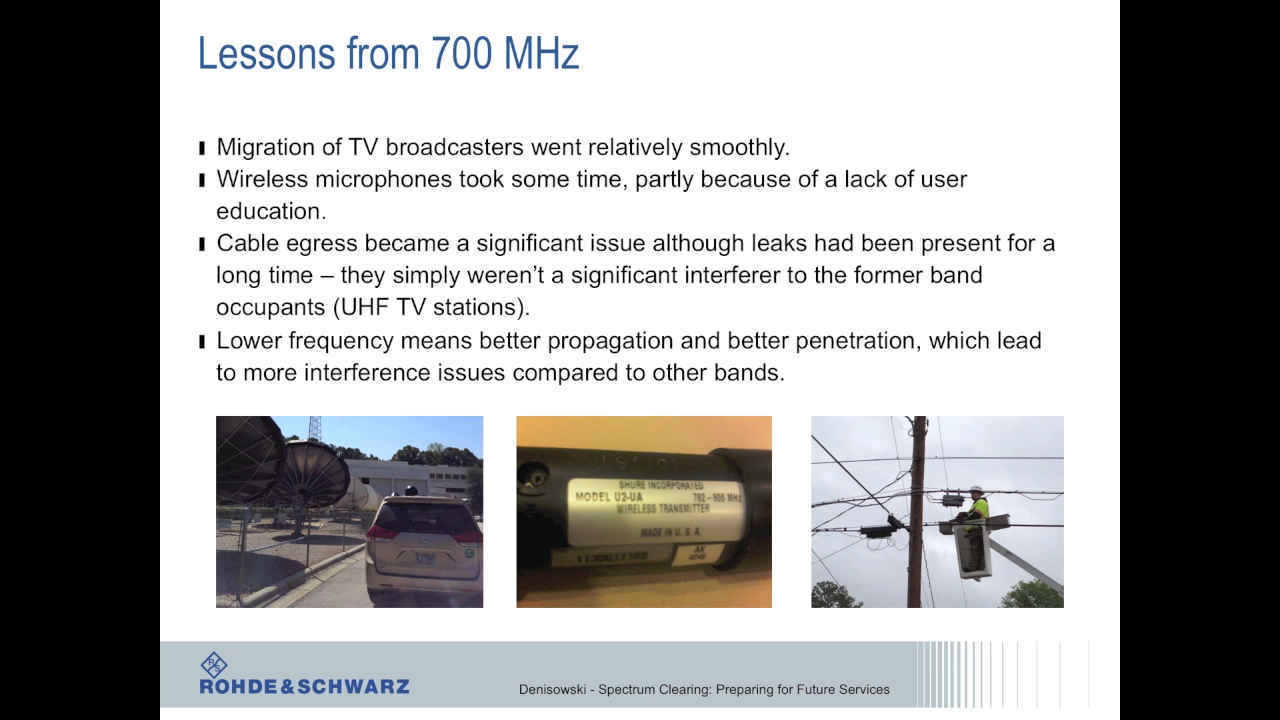 Lessons from 700 MHz
Migration of TV broadcasters went relatively smoothly.
Wireless microphones took some time, partly because of a lack of user
education.
Cable egress became a significant issue although leaks had been present for a
long time – they simply weren’t a significant interferer to the former band
occupants (UHF TV stations).
Lower frequency means better propagation and better penetration, which lead
to more interference issues compared to other bands.
SHURE INCORPORATED
MODEL U2-UA 782-806 MHz
WIRELESS TRANSMITTER
MADE IN U.S.A.
ROHDE & SCHWARZ
Denisowski - Spectrum Clearing: Preparing for Future Services